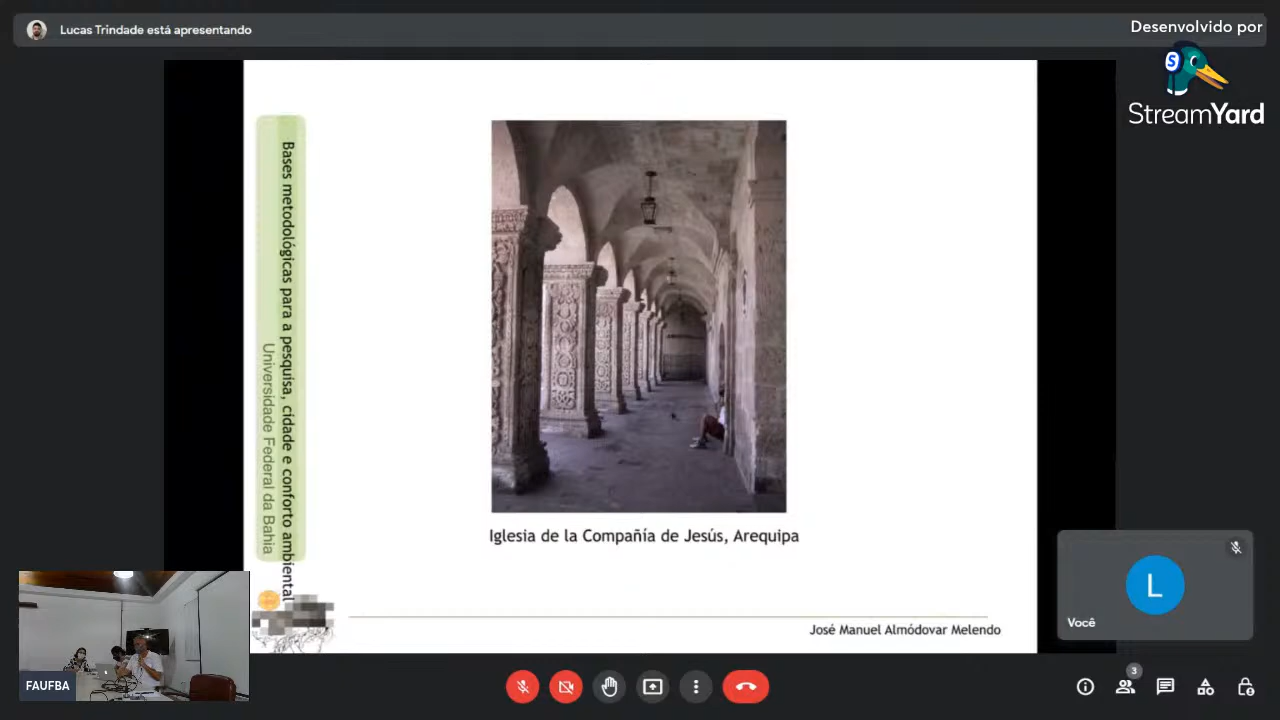 Lucas Trindade está apresentando
Desenvolvido por
S
StreamYard
Bases metodológicas para a pesquisa, cidade e conforto ambiental
Universidade Federal da Bahia
Iglesia de la Compañía de Jesús, Arequipa
José Manuel Almódovar Melendo
L
Você
FAUFBA
3